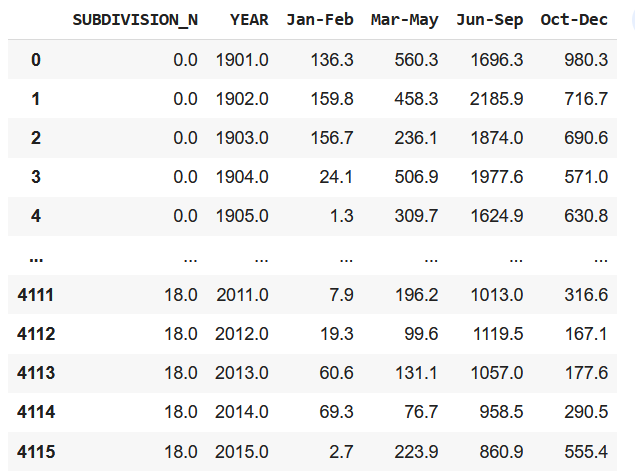 SUBDIVISION_N YEAR Jan-Feb Mar-May Jun-Sep Oct-Dec
0 0.0 1901.0 136.3 560.3 1696.3 980.3
1 0.0 1902.0 159.8 458.3 2185.9 716.7
2 0.0 1903.0 156.7 236.1 1874.0 690.6
3 0.0 1904.0 24.1 506.9 1977.6 571.0
4 0.0 1905.0 1.3 309.7 1624.9 630.8
... ... ... ... ... ... ...
4111 18.0 2011.0 7.9 196.2 1013.0 316.6
4112 18.0 2012.0 19.3 99.6 1119.5 167.1
4113 18.0 2013.0 60.6 131.1 1057.0 177.6
4114 18.0 2014.0 69.3 76.7 958.5 290.5
4115 18.0 2015.0 2.7 223.9 860.9 555.4